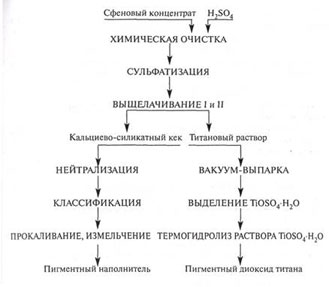 Сфеновый концентрат H₂SO₄
ХИМИЧЕСКАЯ ОЧИСТКА
СУЛЬФАТИЗАЦИЯ
ВЫЩЕЛАЧИВАНИЕ I и II
Кальциево-силикатный кек Титановый раствор
НЕЙТРАЛИЗАЦИЯ ВАКУУМ-ВЫПАРКА
КЛАССИФИКАЦИЯ ВЫДЕЛЕНИЕ TiOSO₄·H₂O
ПРОКАЛИВАНИЕ, ИЗМЕЛЬЧЕНИЕ ТЕРМОГИДРОЛИЗ РАСТВОРА TiOSO₄·H₂O
Пигментный наполнитель Пигментный диоксид титана